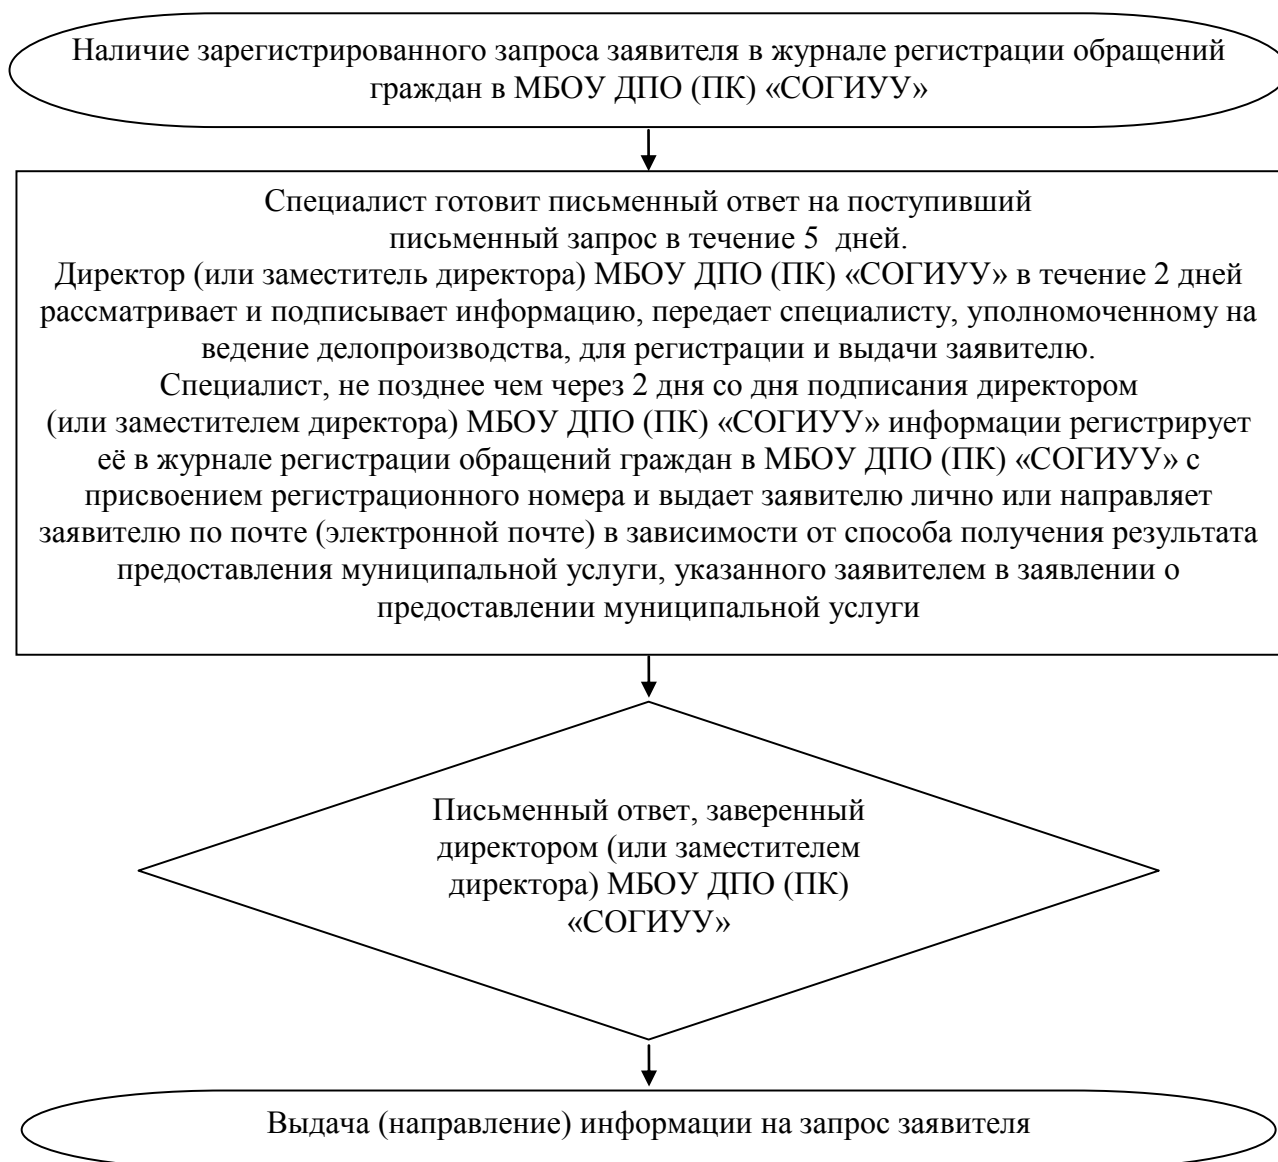 Наличие зарегистрированного запроса заявителя в журнале регистрации обращений
граждан в МБОУ ДПО (ПК) «СОГИУУ»
Специалист готовит письменный ответ на поступивший
письменный запрос в течение 5  дней.
Директор (или заместитель директора) МБОУ ДПО (ПК) «СОГИУУ» в течение 2 дней
рассматривает и подписывает информацию, передает специалисту, уполномоченному на
ведение делопроизводства, для регистрации и выдачи заявителю.
Специалист, не позднее чем через 2 дня со дня подписания директором
(или заместителем директора) МБОУ ДПО (ПК) «СОГИУУ» информации регистрирует
её в журнале регистрации обращений граждан в МБОУ ДПО (ПК) «СОГИУУ» с
присвоением регистрационного номера и выдает заявителю лично или направляет
заявителю по почте (электронной почте) в зависимости от способа получения результата
предоставления муниципальной услуги, указанного заявителем в заявлении о
предоставлении муниципальной услуги
Письменный ответ, заверенный
директором (или заместителем
директора) МБОУ ДПО (ПК)
«СОГИУУ»
Выдача (направление) информации на запрос заявителя